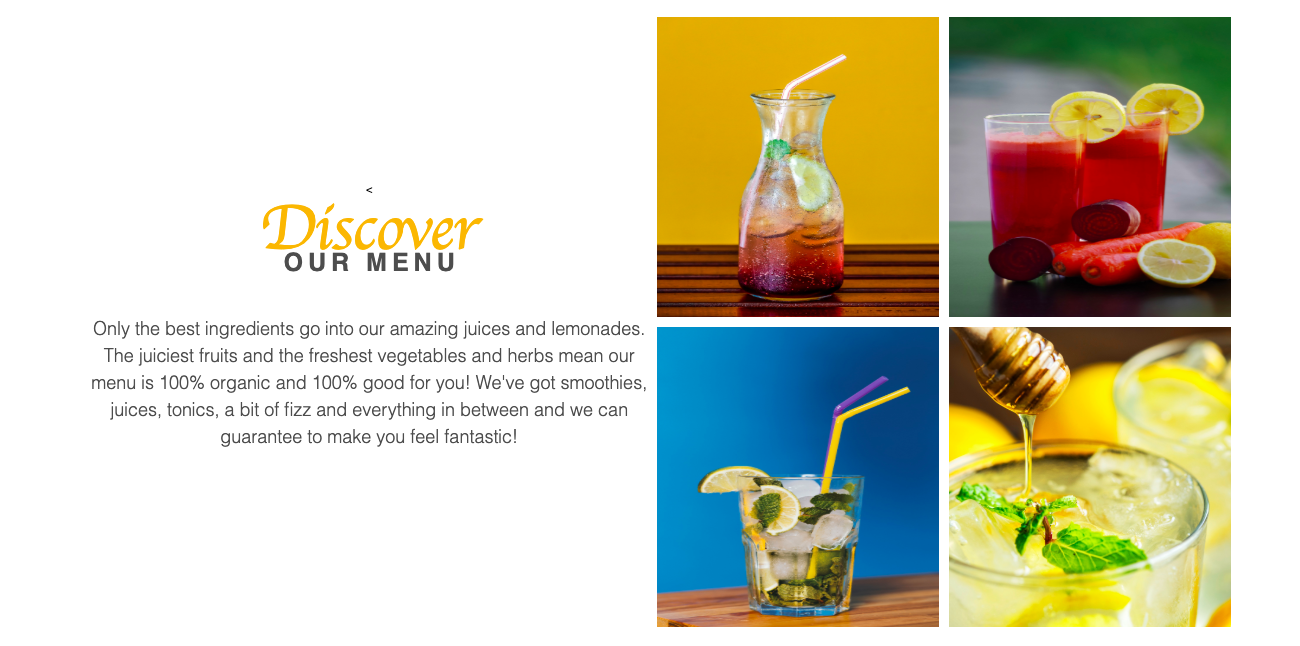 <
Discover
OUR MENU
Only the best ingredients go into our amazing juices and lemonades.
The juiciest fruits and the freshest vegetables and herbs mean our
menu is 100% organic and 100% good for you! We've got smoothies,
juices, tonics, a bit of fizz and everything in between and we can
guarantee to make you feel fantastic!